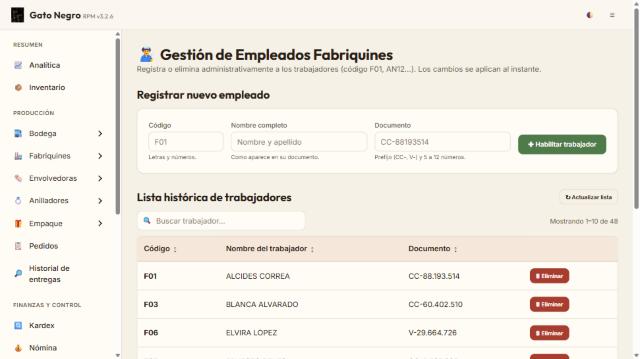 Gato Negro RPM v3.2.6
RESUMEN
Analítica
Inventario
PRODUCCIÓN
Bodega
Fabriquines
Envolvedoras
Anilladores
Empaque
Pedidos
Historial de
entregas
FINANZAS Y CONTROL
Kardex
Nómina
Gestión de Empleados Fabriquines
Registra o elimina administrativamente a los trabajadores (código F01, AN12...). Los cambios se aplican al instante.
Registrar nuevo empleado
Código Nombre completo Documento
F01 Nombre y apellido CC-88193514 + Habilitar trabajador
Letras y números. Como aparece en su documento. Prefijo (CC-, V-) y 5 a 12 números.
Lista histórica de trabajadores ↻ Actualizar lista
Buscar trabajador... Mostrando 1–10 de 48
Código Nombre del trabajador Documento
F01 ALCIDES CORREA CC-88.193.514 Eliminar
F03 BLANCA ALVARADO CC-60.402.510 Eliminar
F06 ELVIRA LOPEZ V-29.664.726 Eliminar